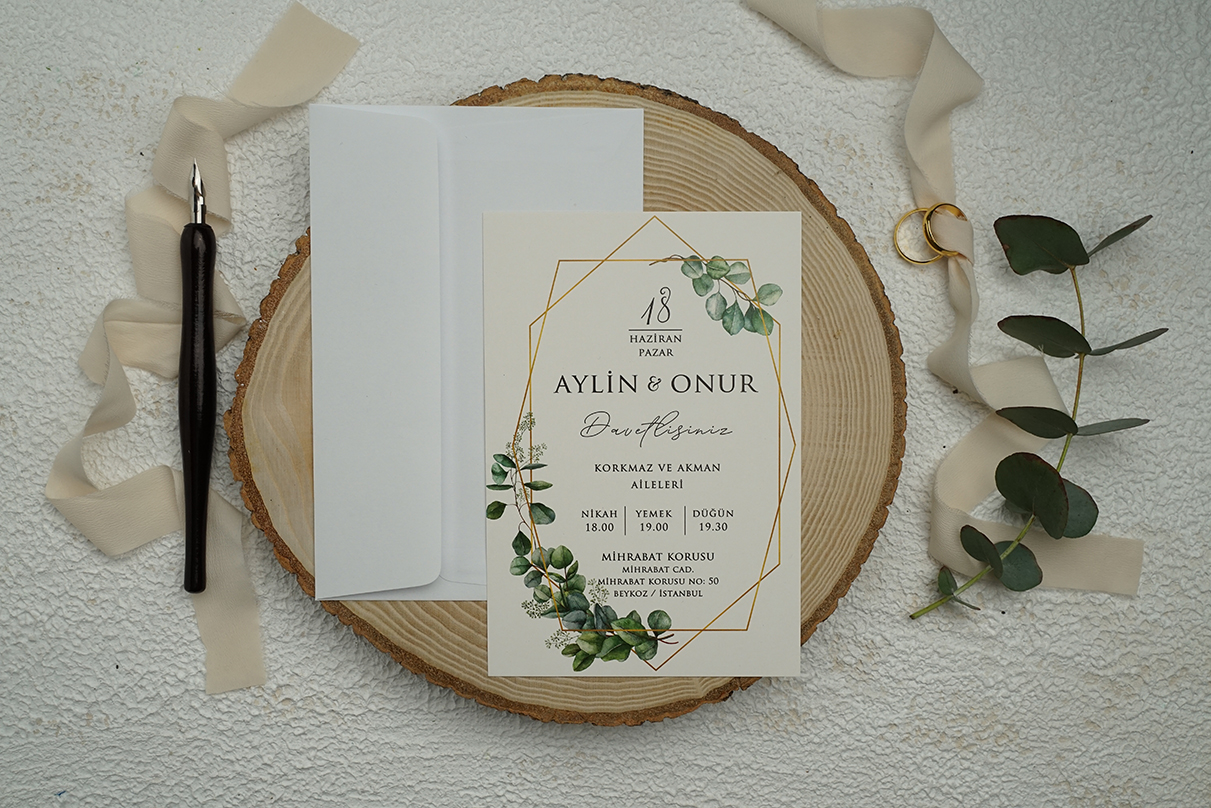 18
HAZİRAN
PAZAR
AYLİN & ONUR
Davetlisiniz
KORKMAZ VE AKMAN
AİLELERİ
NİKAH YEMEK DÜĞÜN
18.00 19.00 19.30
MİHRABAT KORUSU
MİHRABAT CAD.
MİHRABAT KORUSU NO: 50
BEYKOZ / İSTANBUL